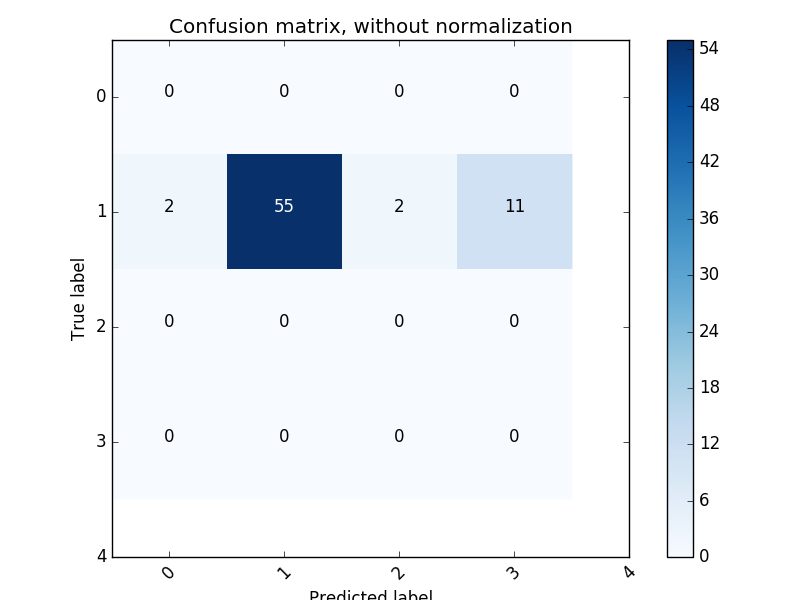 Confusion matrix, without normalization
0 0 0 0 0
1 2 55 2 11
2 0 0 0 0
3 0 0 0 0
4
True label
0 1 2 3 4
Predicted label
54
48
42
36
30
24
18
12
6
0